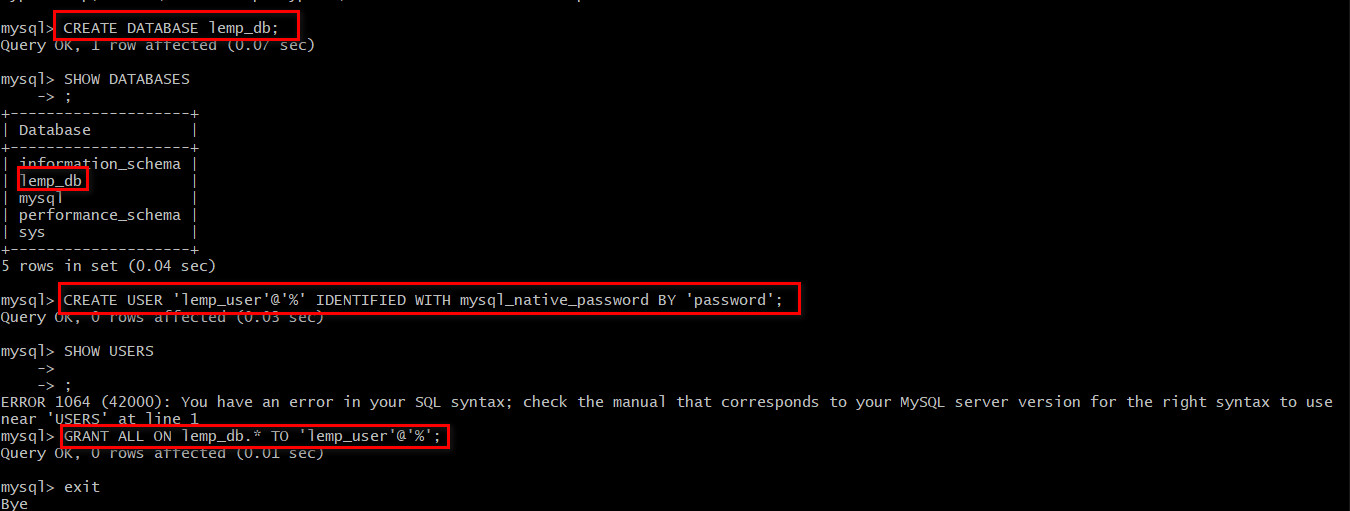 mysql> CREATE DATABASE lemp_db;
Query OK, 1 row affected (0.07 sec)
mysql> SHOW DATABASES
    -> ;
+--------------------+
| Database           |
+--------------------+
| information_schema |
| lemp_db            |
| mysql              |
| performance_schema |
| sys                |
+--------------------+
5 rows in set (0.04 sec)
mysql> CREATE USER 'lemp_user'@'%' IDENTIFIED WITH mysql_native_password BY 'password';
Query OK, 0 rows affected (0.03 sec)
mysql> SHOW USERS
    ->
    -> ;
ERROR 1064 (42000): You have an error in your SQL syntax; check the manual that corresponds to your MySQL server version for the right syntax to use
near 'USERS' at line 1
mysql> GRANT ALL ON lemp_db.* TO 'lemp_user'@'%';
Query OK, 0 rows affected (0.01 sec)
mysql> exit
Bye